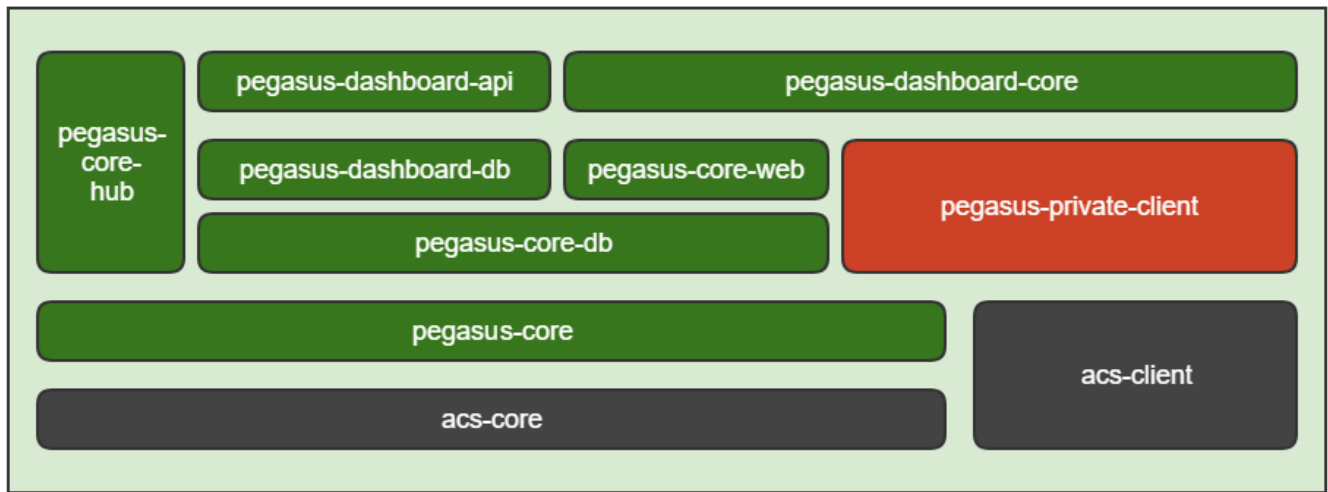 pegasus-dashboard-api
pegasus-dashboard-core
pegasus-
core-
hub
pegasus-dashboard-db
pegasus-core-web
pegasus-private-client
pegasus-core-db
pegasus-core
acs-client
acs-core